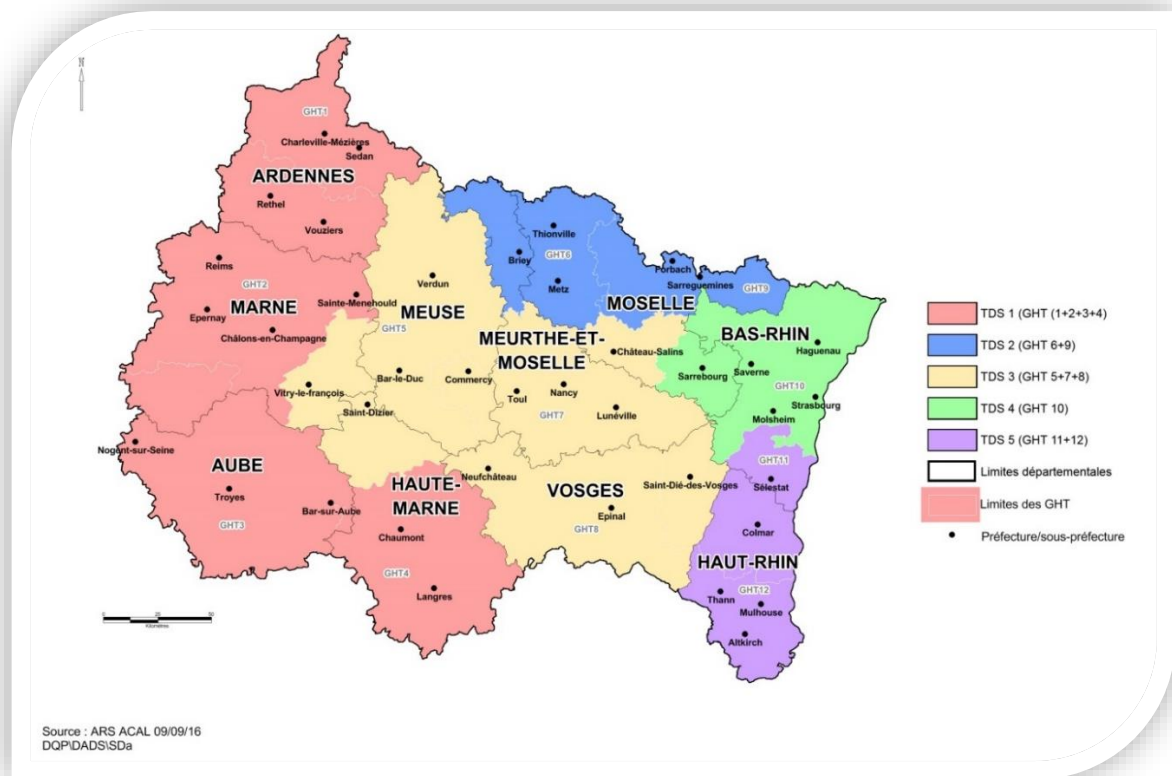 N
GHT1
Charleville-Mézières
Sedan
ARDENNES
Rethel
Vouziers
Thionville
Briey
GHT6
Metz
Forbach
Sarreguemines
GHT9
MOSELLE
Reims
GHT2
MARNE
Sainte-Menehould
Epernay
Châlons-en-Champagne
Verdun
MEUSE
GHT5
MEURTHE-ET-
MOSELLE
Château-Salins
BAS-RHIN
Haguenau
Sarrebourg
Saverne
GHT10
Strasbourg
Molsheim
Vitry-le-françois
Bar-le-Duc
Commercy
Toul
Nancy
Lunéville
GHT7
Saint-Dizier
Nogent-sur-Seine
AUBE
Troyes
Bar-sur-Aube
GHT3
HAUTE-
MARNE
Chaumont
GHT4
Langres
Neufchâteau
VOSGES
Saint-Dié-des-Vosges
Epinal
GHT8
GHT11
Sélestat
Colmar
HAUT-RHIN
GHT12
Thann
Mulhouse
Altkirch
TDS 1 (GHT (1+2+3+4)
TDS 2 (GHT 6+9)
TDS 3 (GHT 5+7+8)
TDS 4 (GHT 10)
TDS 5 (GHT 11+12)
Limites départementales
Limites des GHT
Préfecture/sous-préfecture
0 50
Kilomètres
Source : ARS ACAL 09/09/16
DQP\DADS\SDa